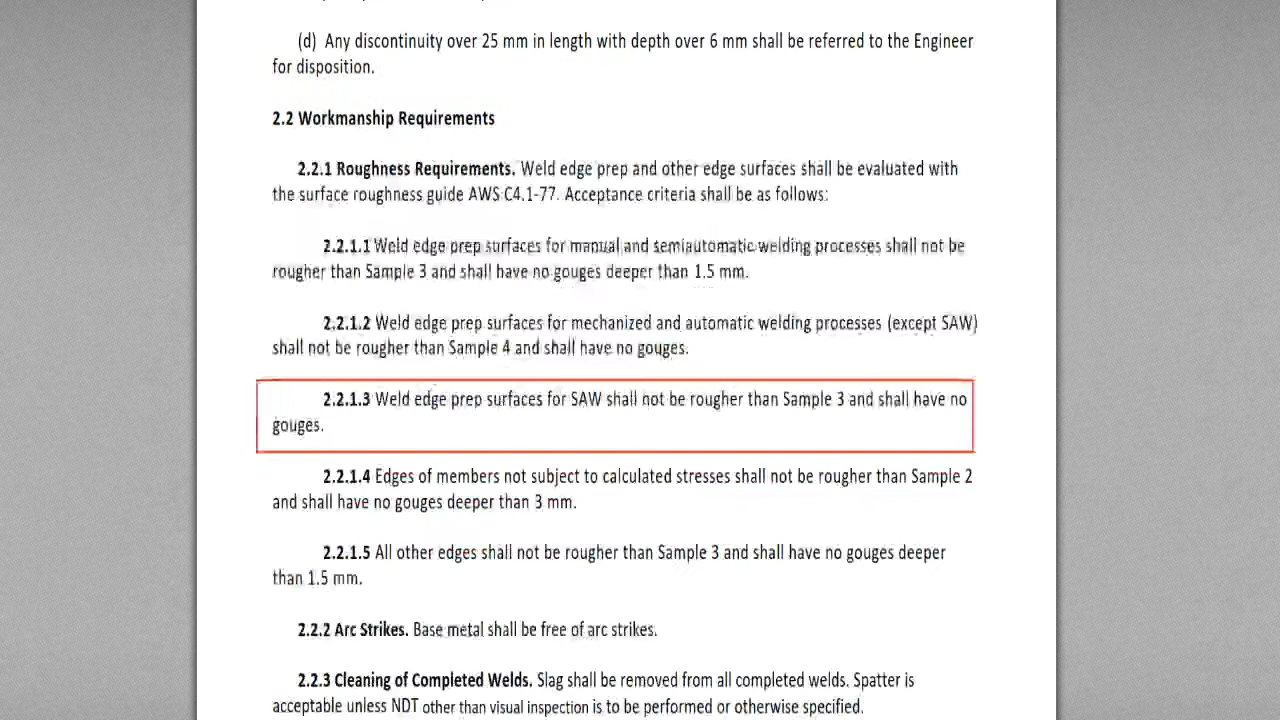 (d) Any discontinuity over 25 mm in length with depth over 6 mm shall be referred to the Engineer
for disposition.
2.2 Workmanship Requirements
2.2.1 Roughness Requirements. Weld edge prep and other edge surfaces shall be evaluated with
the surface roughness guide AWS C4.1-77. Acceptance criteria shall be as follows:
2.2.1.1 Weld edge prep surfaces for manual and semiautomatic welding processes shall not be
rougher than Sample 3 and shall have no gouges deeper than 1.5 mm.
2.2.1.2 Weld edge prep surfaces for mechanized and automatic welding processes (except SAW)
shall not be rougher than Sample 4 and shall have no gouges.
2.2.1.3 Weld edge prep surfaces for SAW shall not be rougher than Sample 3 and shall have no
gouges.
2.2.1.4 Edges of members not subject to calculated stresses shall not be rougher than Sample 2
and shall have no gouges deeper than 3 mm.
2.2.1.5 All other edges shall not be rougher than Sample 3 and shall have no gouges deeper
than 1.5 mm.
2.2.2 Arc Strikes. Base metal shall be free of arc strikes.
2.2.3 Cleaning of Completed Welds. Slag shall be removed from all completed welds. Spatter is
acceptable unless NDT other than visual inspection is to be performed or otherwise specified.